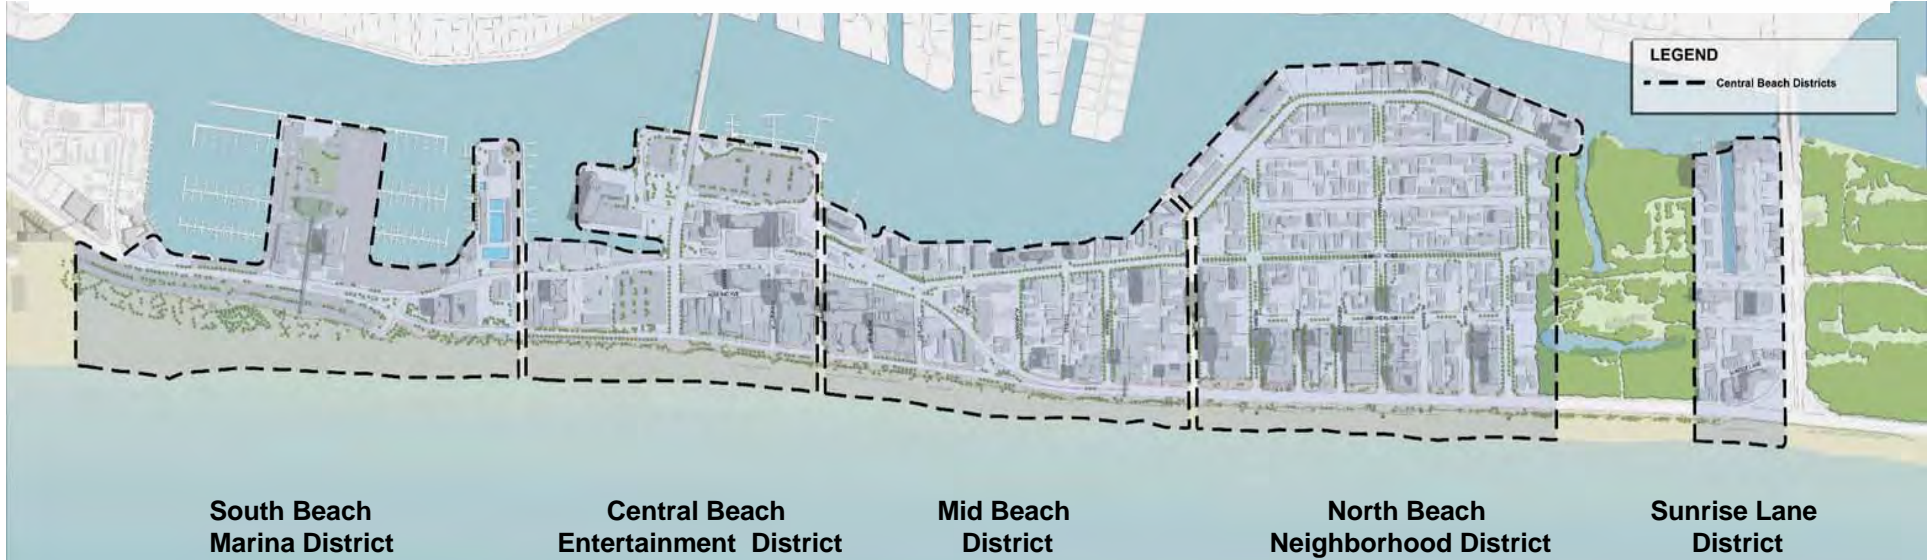 LEGEND
Central Beach Districts
South Beach
Marina District
Central Beach
Entertainment District
Mid Beach
District
North Beach
Neighborhood District
Sunrise Lane
District